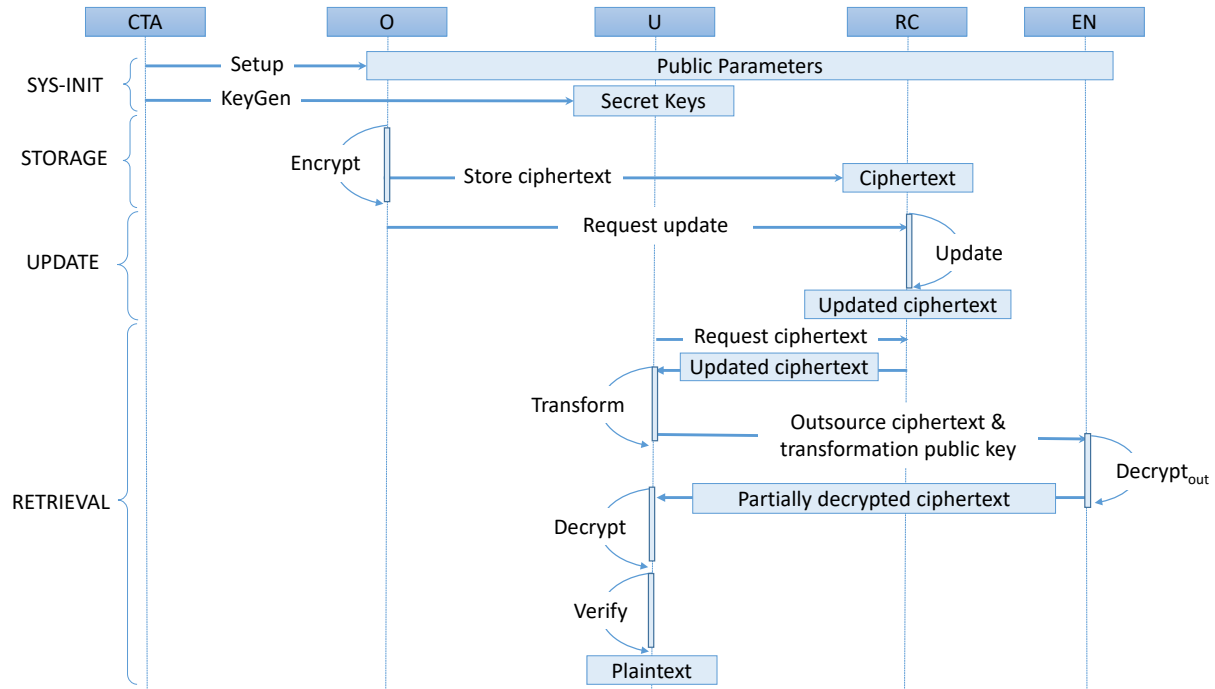 CTA O U RC EN
Setup Public Parameters
SYS-INIT
KeyGen Secret Keys
STORAGE
Encrypt
Store ciphertext Ciphertext
Request update
UPDATE
Update
Updated ciphertext
Request ciphertext
Updated ciphertext
Transform
Outsource ciphertext &
transformation public key
Decryptout
RETRIEVAL
Partially decrypted ciphertext
Decrypt
Verify
Plaintext